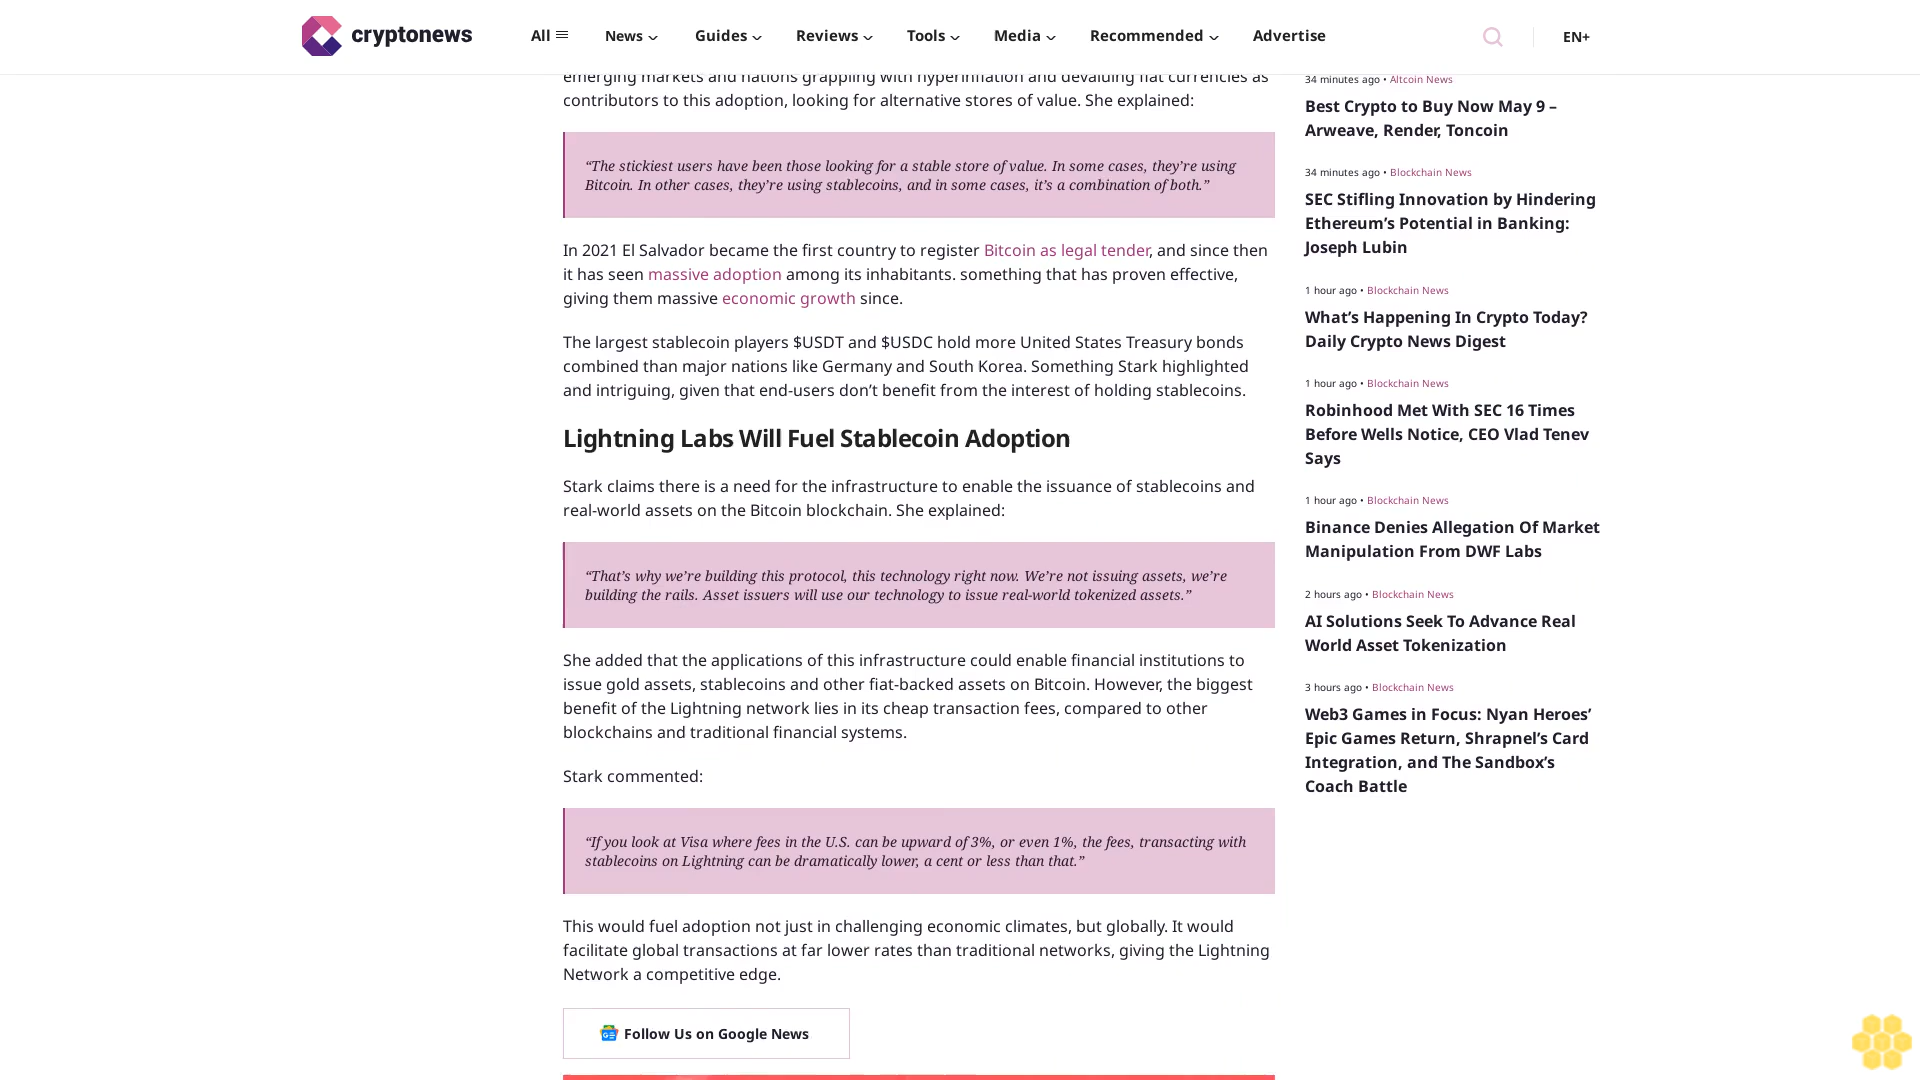 cryptonews
All
News
Guides
Reviews
Tools
Media
Recommended
Advertise
EN+
emerging markets and nations grappling with hyperinflation and devaluing fiat currencies as
contributors to this adoption, looking for alternative stores of value. She explained:
“The stickiest users have been those looking for a stable store of value. In some cases, they’re using
Bitcoin. In other cases, they’re using stablecoins, and in some cases, it’s a combination of both.”
In 2021 El Salvador became the first country to register Bitcoin as legal tender, and since then
it has seen massive adoption among its inhabitants. something that has proven effective,
giving them massive economic growth since.
The largest stablecoin players $USDT and $USDC hold more United States Treasury bonds
combined than major nations like Germany and South Korea. Something Stark highlighted
and intriguing, given that end-users don’t benefit from the interest of holding stablecoins.
Lightning Labs Will Fuel Stablecoin Adoption
Stark claims there is a need for the infrastructure to enable the issuance of stablecoins and
real-world assets on the Bitcoin blockchain. She explained:
“That’s why we’re building this protocol, this technology right now. We’re not issuing assets, we’re
building the rails. Asset issuers will use our technology to issue real-world tokenized assets.”
She added that the applications of this infrastructure could enable financial institutions to
issue gold assets, stablecoins and other fiat-backed assets on Bitcoin. However, the biggest
benefit of the Lightning network lies in its cheap transaction fees, compared to other
blockchains and traditional financial systems.
Stark commented:
“If you look at Visa where fees in the U.S. can be upward of 3%, or even 1%, the fees, transacting with
stablecoins on Lightning can be dramatically lower, a cent or less than that.”
This would fuel adoption not just in challenging economic climates, but globally. It would
facilitate global transactions at far lower rates than traditional networks, giving the Lightning
Network a competitive edge.
Follow Us on Google News
34 minutes ago • Altcoin News
Best Crypto to Buy Now May 9 –
Arweave, Render, Toncoin
34 minutes ago • Blockchain News
SEC Stifling Innovation by Hindering
Ethereum’s Potential in Banking:
Joseph Lubin
1 hour ago • Blockchain News
What’s Happening In Crypto Today?
Daily Crypto News Digest
1 hour ago • Blockchain News
Robinhood Met With SEC 16 Times
Before Wells Notice, CEO Vlad Tenev
Says
1 hour ago • Blockchain News
Binance Denies Allegation Of Market
Manipulation From DWF Labs
2 hours ago • Blockchain News
AI Solutions Seek To Advance Real
World Asset Tokenization
3 hours ago • Blockchain News
Web3 Games in Focus: Nyan Heroes’
Epic Games Return, Shrapnel’s Card
Integration, and The Sandbox’s
Coach Battle